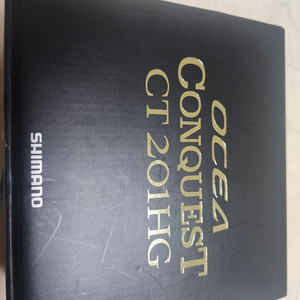 OCEA
CONQUEST
CT 201HG
SHIMANO